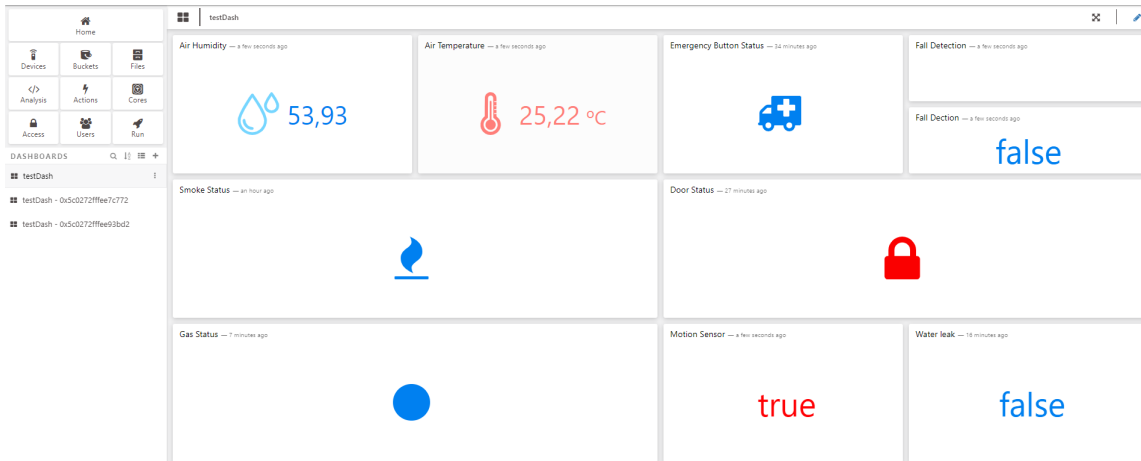 Home
Devices
Buckets
Files
</>
Analysis
Actions
Cores
Access
Users
Run
DASHBOARDS
testDash
testDash - 0x5c0272fffee7c772
testDash - 0x5c0272fffee93bd2
testDash
Air Humidity — a few seconds ago
53,93
Air Temperature — a few seconds ago
25,22 ºC
Emergency Button Status — 34 minutes ago
Fall Detection — a few seconds ago
Fall Dection — a few seconds ago
false
Smoke Status — an hour ago
Door Status — 27 minutes ago
Gas Status — 7 minutes ago
Motion Sensor — a few seconds ago
true
Water leak — 16 minutes ago
false